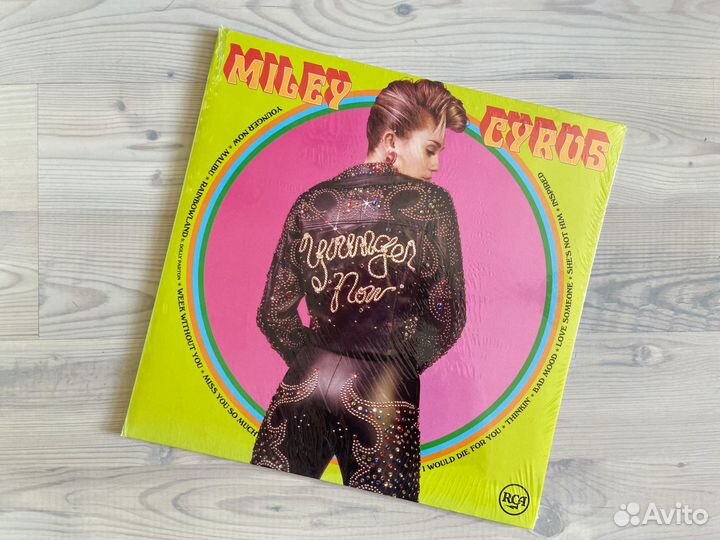 MILEY CYRUS
YOUNGER NOW • MALIBU • RAINBOWLAND FT. DOLLY PARTON • WEEK WITHOUT YOU • MISS YOU SO MUCH
I WOULD DIE FOR YOU • THINKIN' • BAD MOOD • LOVE SOMEONE • SHE'S NOT HIM • INSPIRED
Younger
Now
RCA
Avito